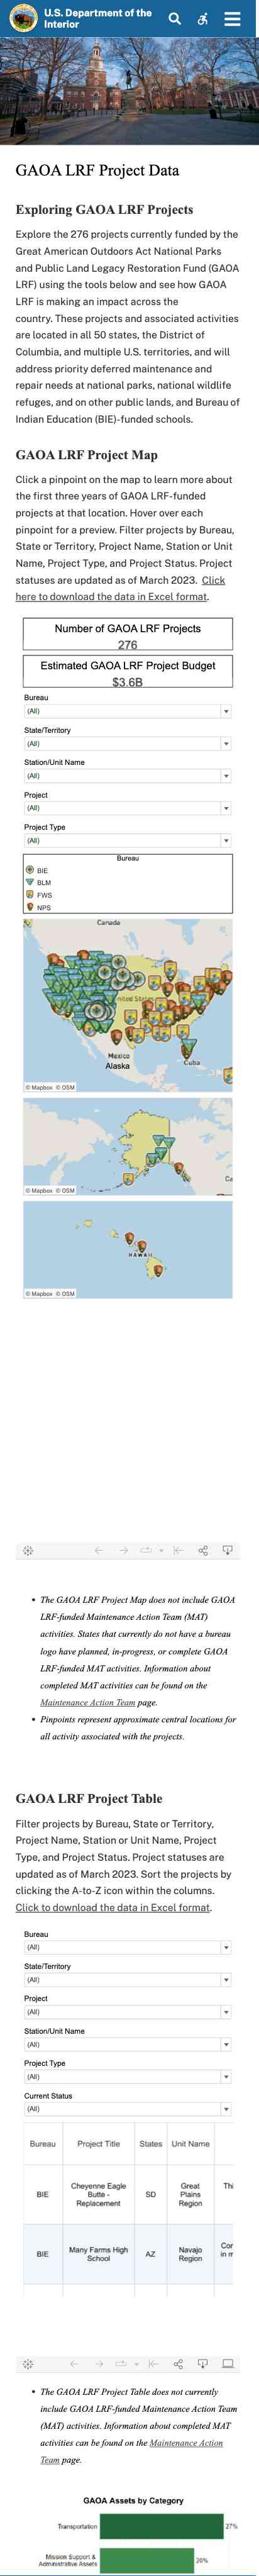 U.S. Department of the
Interior
GAOA LRF Project Data
Exploring GAOA LRF Projects
Explore the 276 projects currently funded by the
Great American Outdoors Act National Parks
and Public Land Legacy Restoration Fund (GAOA
LRF) using the tools below and see how GAOA
LRF is making an impact across the
country. These projects and associated activities
are located in all 50 states, the District of
Columbia, and multiple U.S. territories, and will
address priority deferred maintenance and
repair needs at national parks, national wildlife
refuges, and on other public lands, and Bureau of
Indian Education (BIE)-funded schools.
GAOA LRF Project Map
Click a pinpoint on the map to learn more about
the first three years of GAOA LRF-funded
projects at that location. Hover over each
pinpoint for a preview. Filter projects by Bureau,
State or Territory, Project Name, Station or Unit
Name, Project Type, and Project Status. Project
statuses are updated as of March 2023. Click
here to download the data in Excel format.
Number of GAOA LRF Projects
276
Estimated GAOA LRF Project Budget
$3.6B
Bureau
(All)
State/Territory
(All)
Station/Unit Name
(All)
Project
(All)
Project Type
(All)
Bureau
BIE
BLM
FWS
NPS
Canada
United States
Mexico
Cuba
Alaska
© Mapbox © OSM
Ca
© Mapbox © OSM
HAWAII
© Mapbox © OSM
The GAOA LRF Project Map does not include GAOA
LRF-funded Maintenance Action Team (MAT)
activities. States that currently do not have a bureau
logo have planned, in-progress, or complete GAOA
LRF-funded MAT activities. Information about
completed MAT activities can be found on the
Maintenance Action Team page.
Pinpoints represent approximate central locations for
all activity associated with the projects.
GAOA LRF Project Table
Filter projects by Bureau, State or Territory,
Project Name, Station or Unit Name, Project
Type, and Project Status. Project statuses are
updated as of March 2023. Sort the projects by
clicking the A-to-Z icon within the columns.
Click to download the data in Excel format.
Bureau
(All)
State/Territory
(All)
Project
(All)
Station/Unit Name
(All)
Project Type
(All)
Current Status
(All)
Bureau Project Title States Unit Name
BIE Cheyenne Eagle Butte - Replacement SD Great Plains Region Thi
BIE Many Farms High School AZ Navajo Region Cor in m
The GAOA LRF Project Table does not currently
include GAOA LRF-funded Maintenance Action Team
(MAT) activities. Information about completed MAT
activities can be found on the Maintenance Action
Team page.
GAOA Assets by Category
Transportation 27%
Mission Support &
Administrative Assets 20%